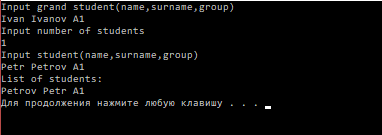 Input grand student(name,surname,group)
Ivan Ivanov A1
Input number of students
1
Input student(name,surname,group)
Petr Petrov A1
List of students:
Petrov Petr A1
Для продолжения нажмите любую клавишу . . .